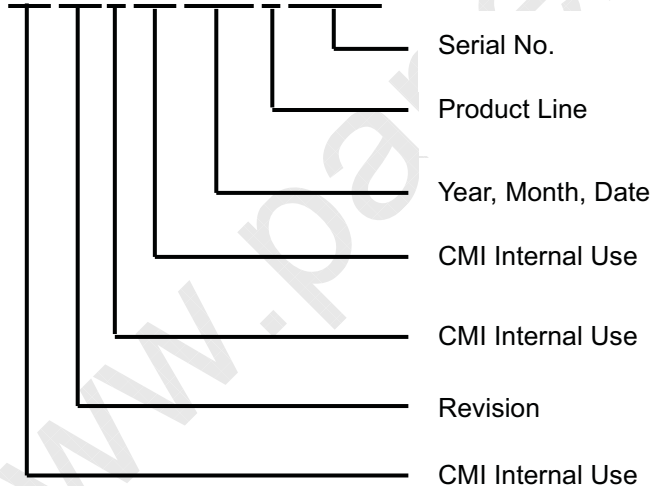 Serial No.
Product Line
Year, Month, Date
CMI Internal Use
CMI Internal Use
Revision
CMI Internal Use